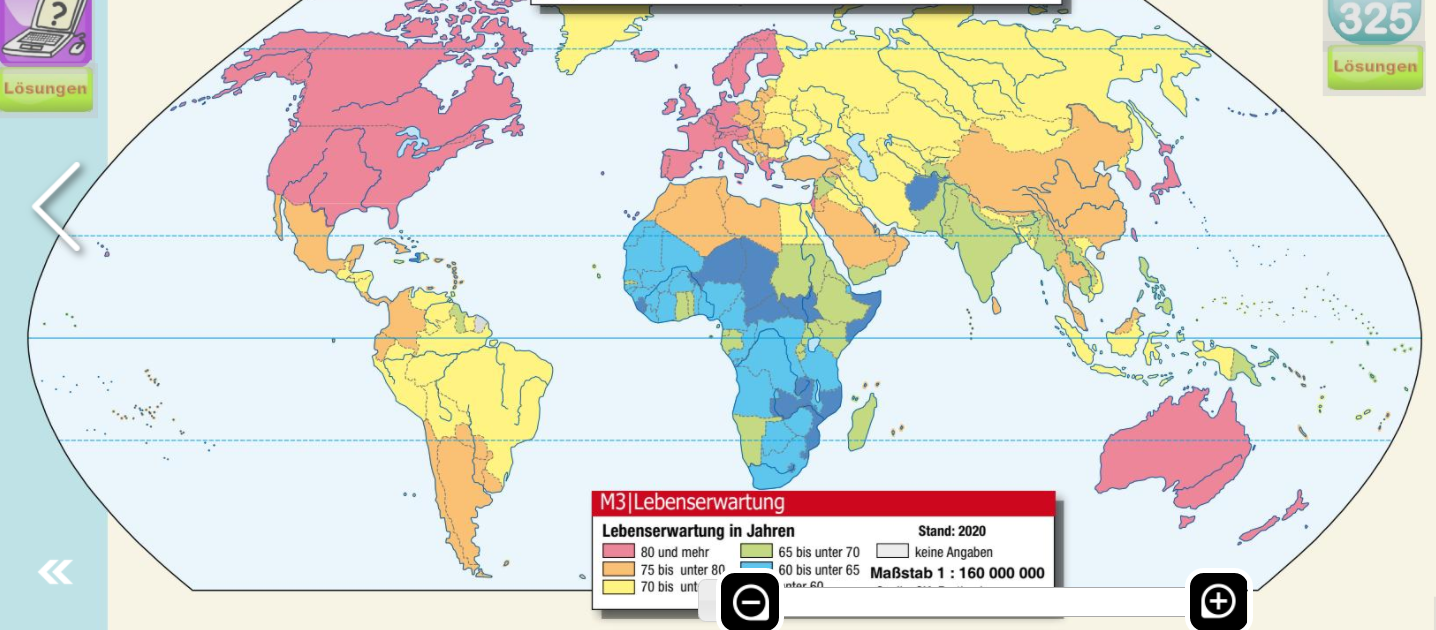 ?
325
Lösungen
Lösungen
M3|Lebenserwartung
Lebenserwartung in Jahren
Stand: 2020
80 und mehr
65 bis unter 70
keine Angaben
75 bis unter 80
60 bis unter 65
Maßstab 1 : 160 000 000
70 bis
60